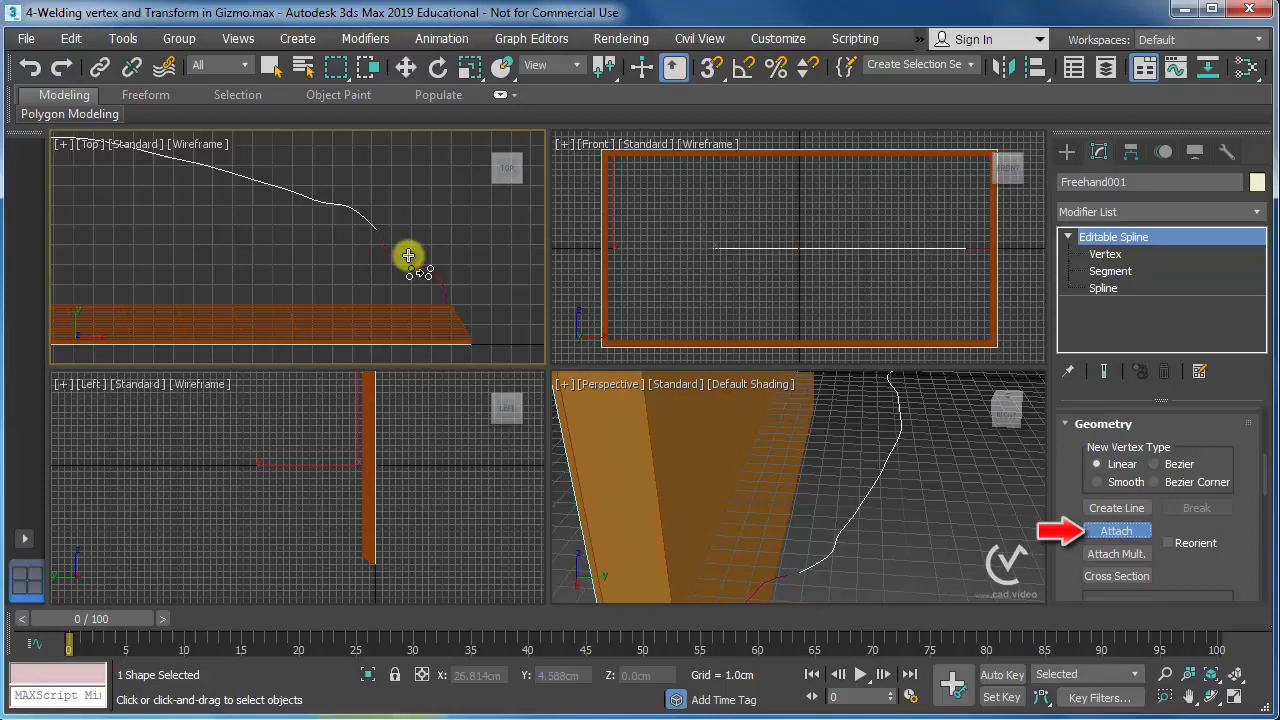 4-Welding vertex and Transform in Gizmo.max - Autodesk 3ds Max 2019 Educational - Not for Commercial Use
File Edit Tools Group Views Create Modifiers Animation Graph Editors Rendering Civil View Customize Scripting » Sign In Workspaces: Default
All View Create Selection Se
Modeling Freeform Selection Object Paint Populate
Polygon Modeling
[+] [Top] [Standard] [Wireframe]
TOP
[+] [Front] [Standard] [Wireframe]
FRONT
[+] [Left] [Standard] [Wireframe]
LEFT
[+] [Perspective] [Standard] [Default Shading]
RIGHT
Freehand001
Modifier List
Editable Spline
Vertex
Segment
Spline
Geometry
New Vertex Type
Linear Bezier
Smooth Bezier Corner
Create Line Break
Attach
Reorient
Attach Mult.
Cross Section
www.cad.video
< 0 / 100 >
0 5 10 15 20 25 30 35 40 45 50 55 60 65 70 75 80 85 90 95 100
1 Shape Selected X: 26.814cm Y: 4.588cm Z: 0.0cm Grid = 1.0cm Auto Key Selected
MAXScript Mi Click or click-and-drag to select objects Add Time Tag 0 Set Key Key Filters...